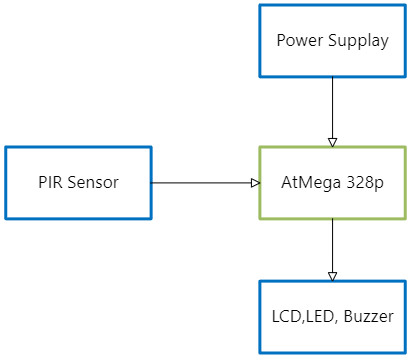 Power Supplay
PIR Sensor
AtMega 328p
LCD,LED, Buzzer